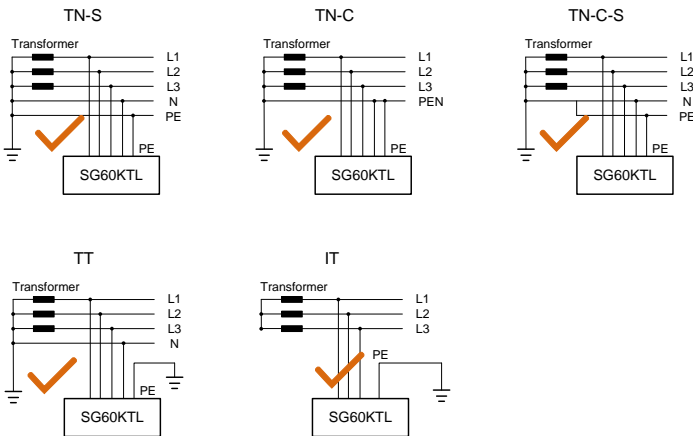 TN-S
Transformer
L1
L2
L3
N
PE
PE
SG60KTL
TN-C
Transformer
L1
L2
L3
PEN
PE
SG60KTL
TN-C-S
Transformer
L1
L2
L3
N
PE
PE
SG60KTL
TT
Transformer
L1
L2
L3
N
PE
SG60KTL
IT
Transformer
L1
L2
L3
PE
SG60KTL